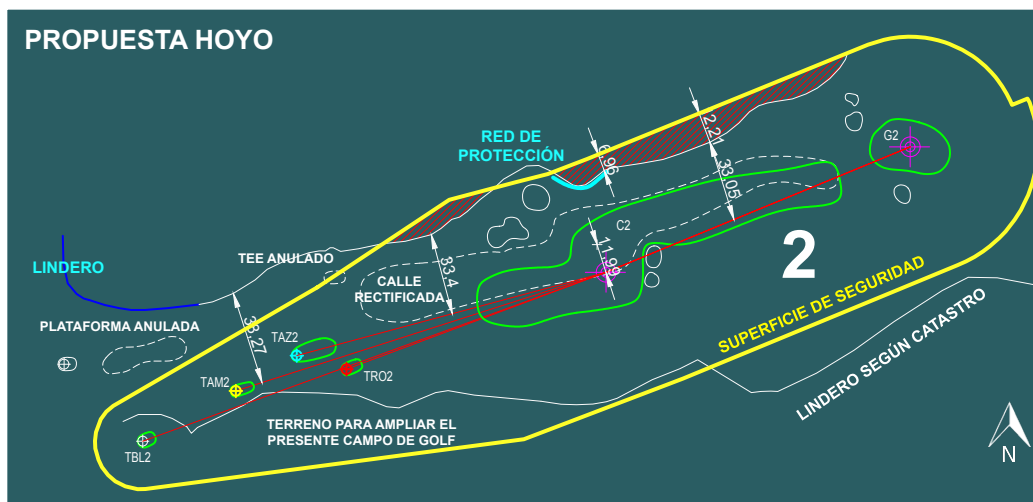 PROPUESTA HOYO
RED DE
PROTECCIÓN
6.96
2.21
33.05
G2
C2
11.99
2
LINDERO
TEE ANULADO
33.4
CALLE
RECTIFICADA
PLATAFORMA ANULADA
38.27
TAZ2
TAM2
TRO2
TBL2
TERRENO PARA AMPLIAR EL
PRESENTE CAMPO DE GOLF
SUPERFICIE DE SEGURIDAD
LINDERO SEGÚN CATASTRO
N